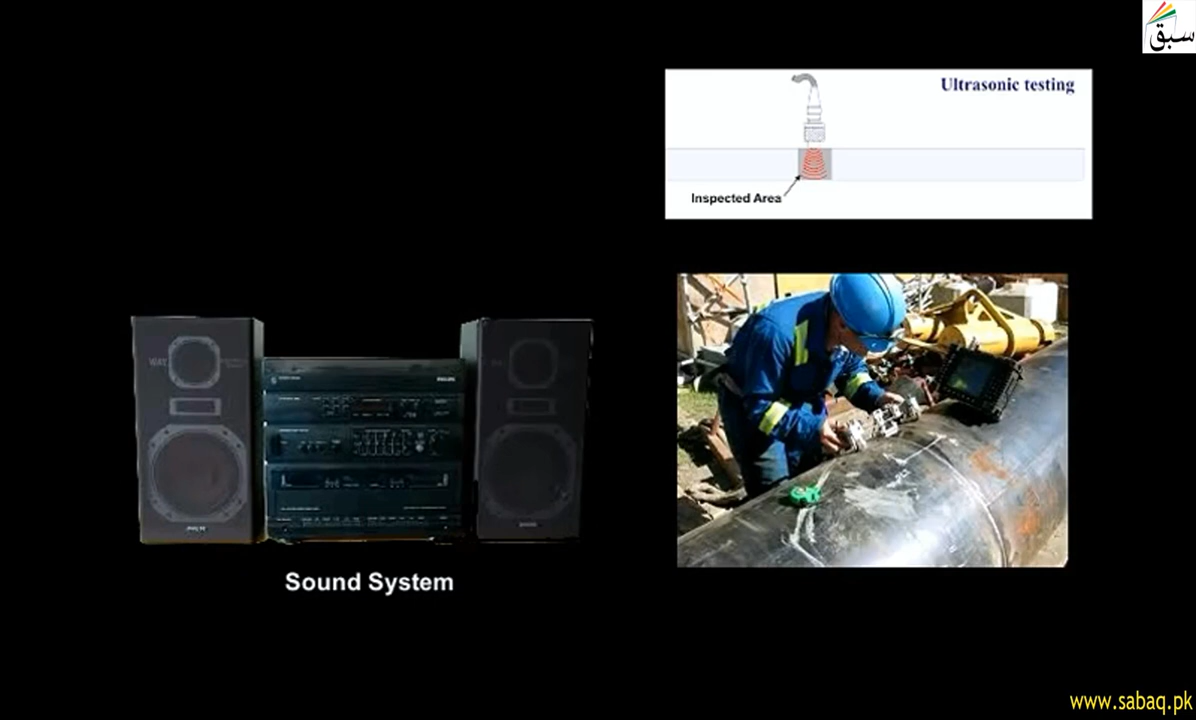 سبق
Ultrasonic testing
Inspected Area
Sound System
www.sabaq.pk